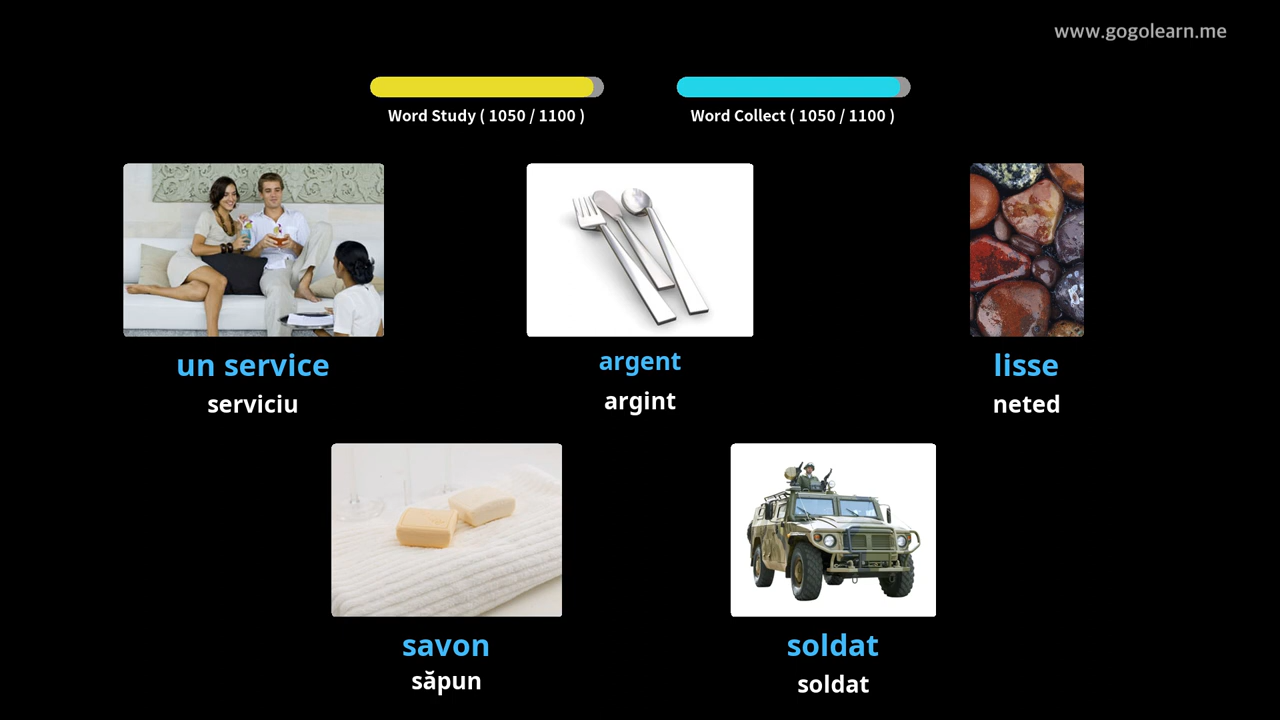 www.gogolearn.me
Word Study ( 1050 / 1100 )
Word Collect ( 1050 / 1100 )
un service
serviciu
argent
argint
lisse
neted
savon
săpun
soldat
soldat